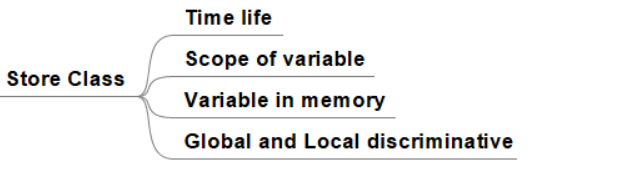 Time life
Scope of variable
Store Class
Variable in memory
Global and Local discriminative